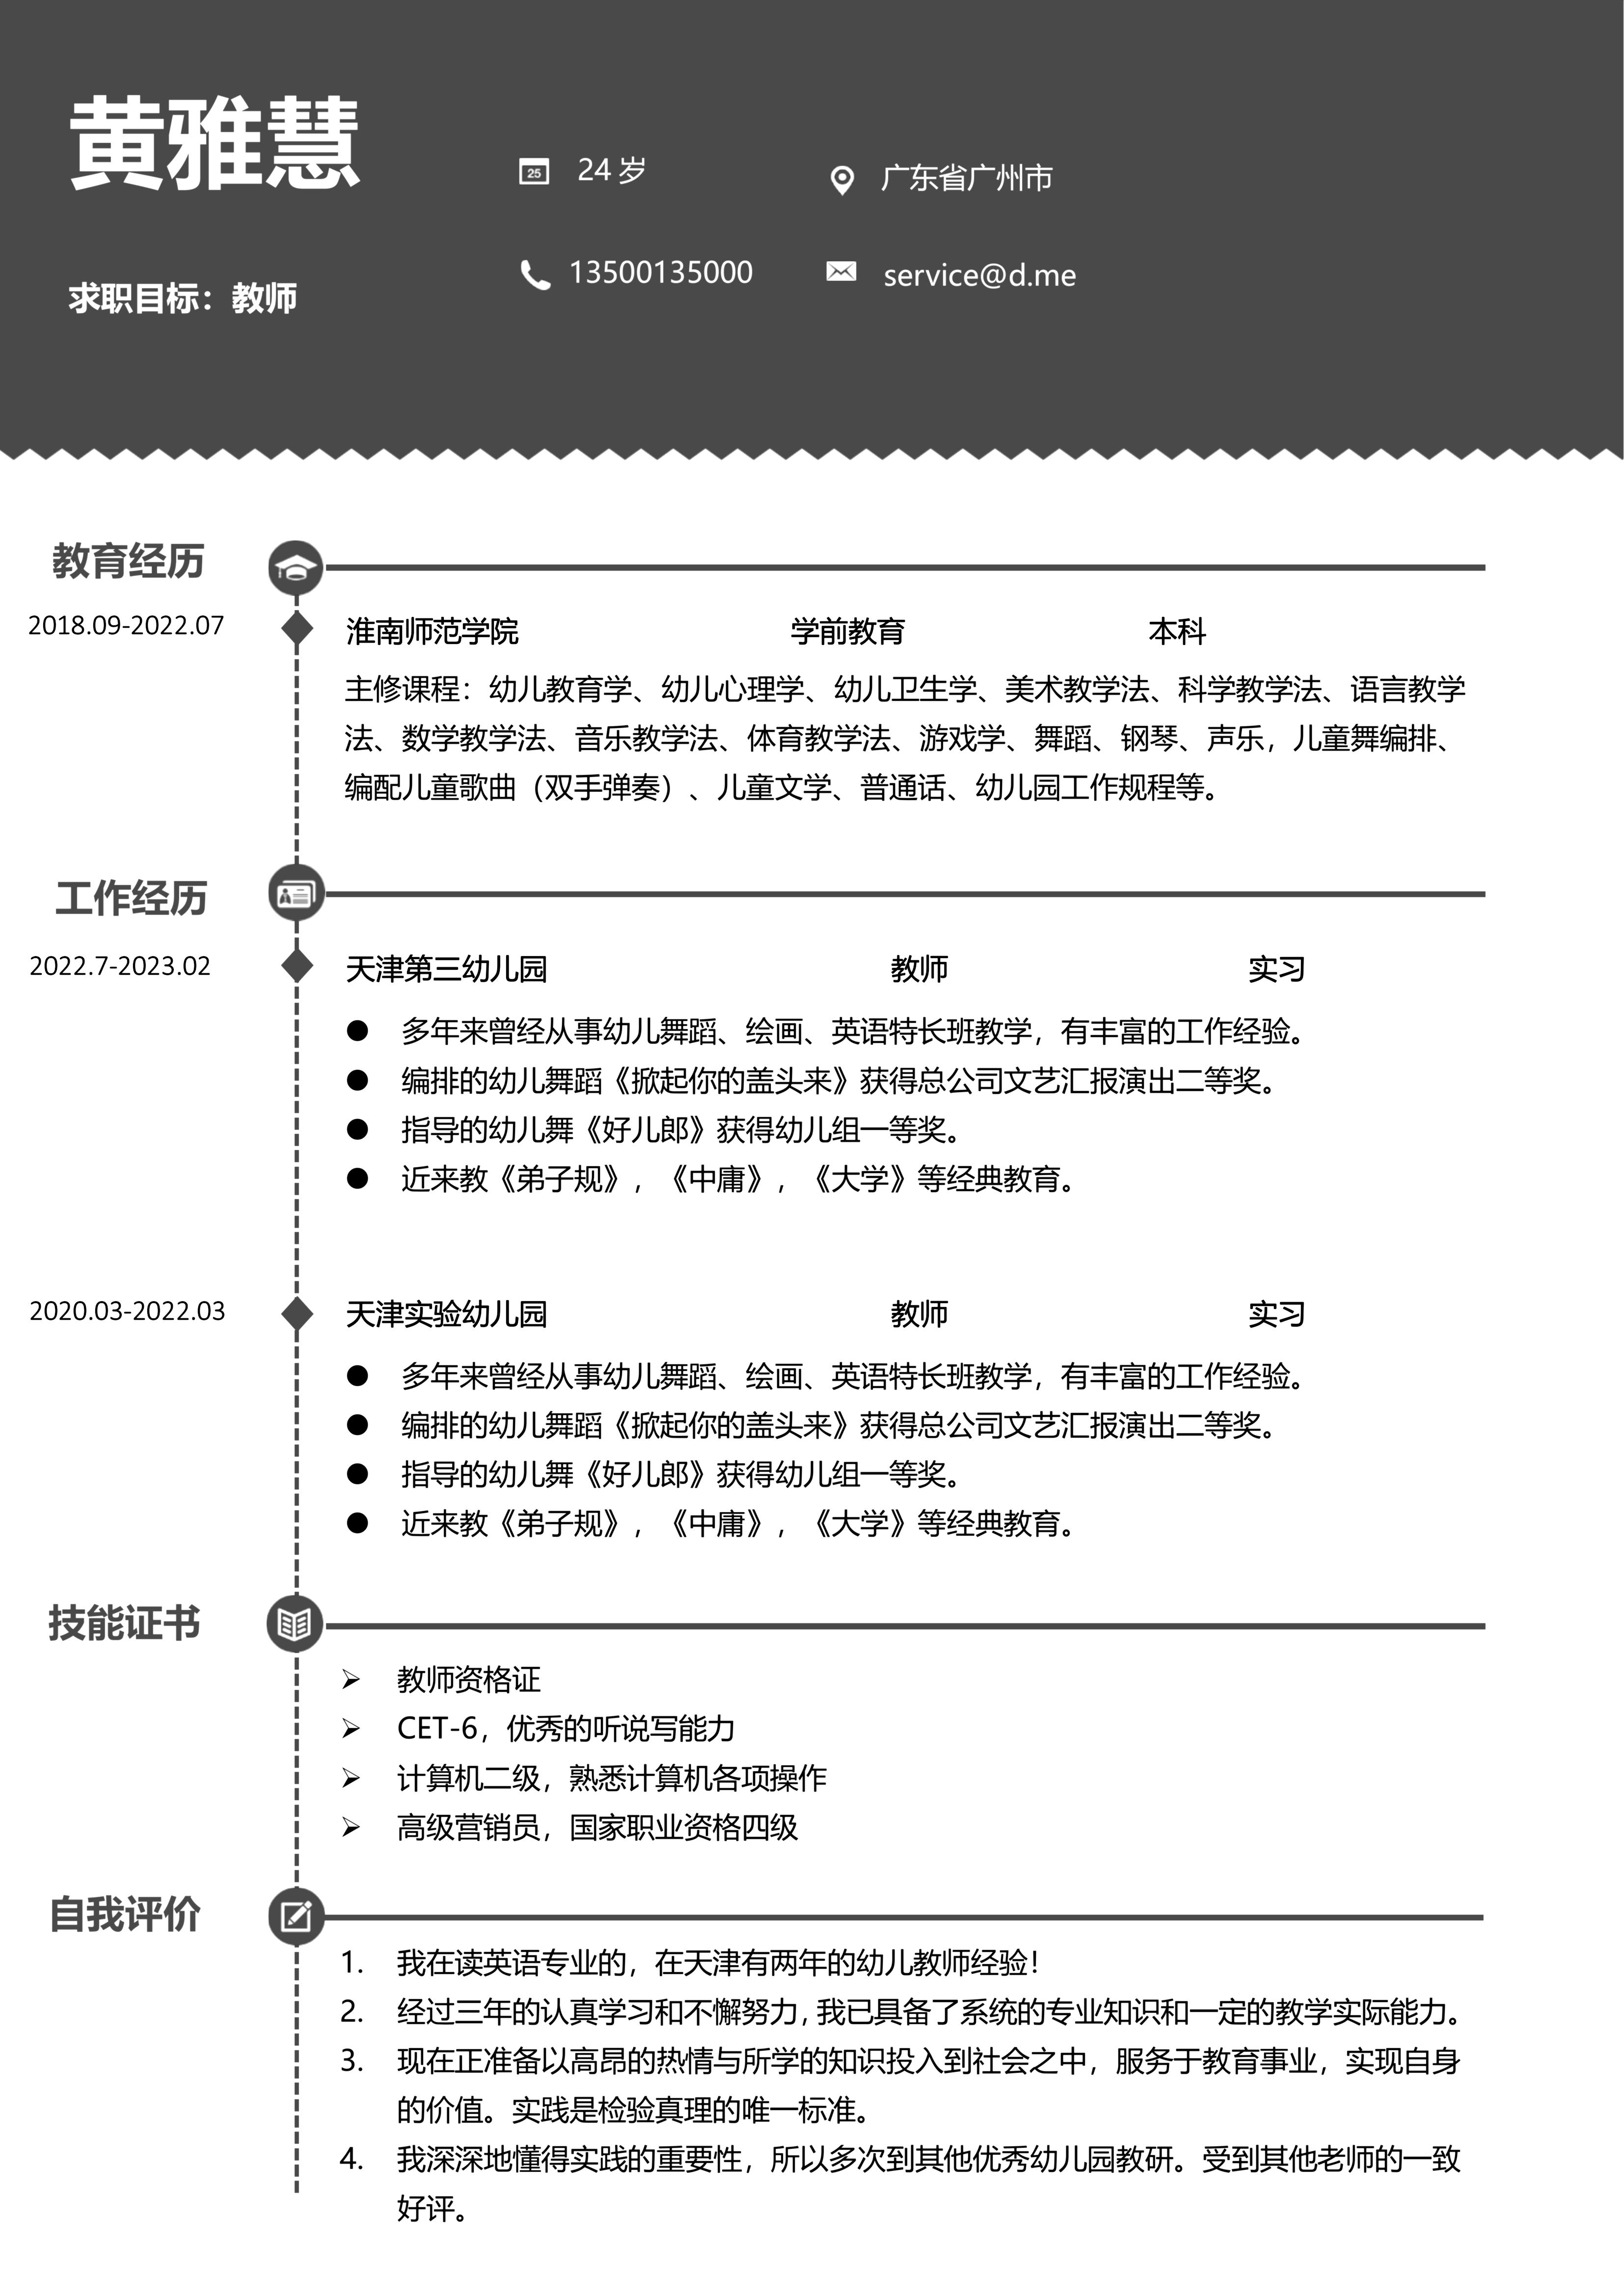 黄雅慧
求职目标：教师
25
24 岁
广东省广州市
13500135000
service@d.me
教育经历
2018.09-2022.07
淮南师范学院 学前教育 本科
主修课程：幼儿教育学、幼儿心理学、幼儿卫生学、美术教学法、科学教学法、语言教学
法、数学教学法、音乐教学法、体育教学法、游戏学、舞蹈、钢琴、声乐，儿童舞编排、
编配儿童歌曲（双手弹奏）、儿童文学、普通话、幼儿园工作规程等。
工作经历
2022.7-2023.02
天津第三幼儿园 教师 实习
● 多年来曾经从事幼儿舞蹈、绘画、英语特长班教学，有丰富的工作经验。
● 编排的幼儿舞蹈《掀起你的盖头来》获得总公司文艺汇报演出二等奖。
● 指导的幼儿舞《好儿郎》获得幼儿组一等奖。
● 近来教《弟子规》，《中庸》，《大学》等经典教育。
2020.03-2022.03
天津实验幼儿园 教师 实习
● 多年来曾经从事幼儿舞蹈、绘画、英语特长班教学，有丰富的工作经验。
● 编排的幼儿舞蹈《掀起你的盖头来》获得总公司文艺汇报演出二等奖。
● 指导的幼儿舞《好儿郎》获得幼儿组一等奖。
● 近来教《弟子规》，《中庸》，《大学》等经典教育。
技能证书
➢ 教师资格证
➢ CET-6，优秀的听说写能力
➢ 计算机二级，熟悉计算机各项操作
➢ 高级营销员，国家职业资格四级
自我评价
1. 我在读英语专业的，在天津有两年的幼儿教师经验！
2. 经过三年的认真学习和不懈努力，我已具备了系统的专业知识和一定的教学实际能力。
3. 现在正准备以高昂的热情与所学的知识投入到社会之中，服务于教育事业，实现自身
的价值。实践是检验真理的唯一标准。
4. 我深深地懂得实践的重要性，所以多次到其他优秀幼儿园教研。受到其他老师的一致
好评。